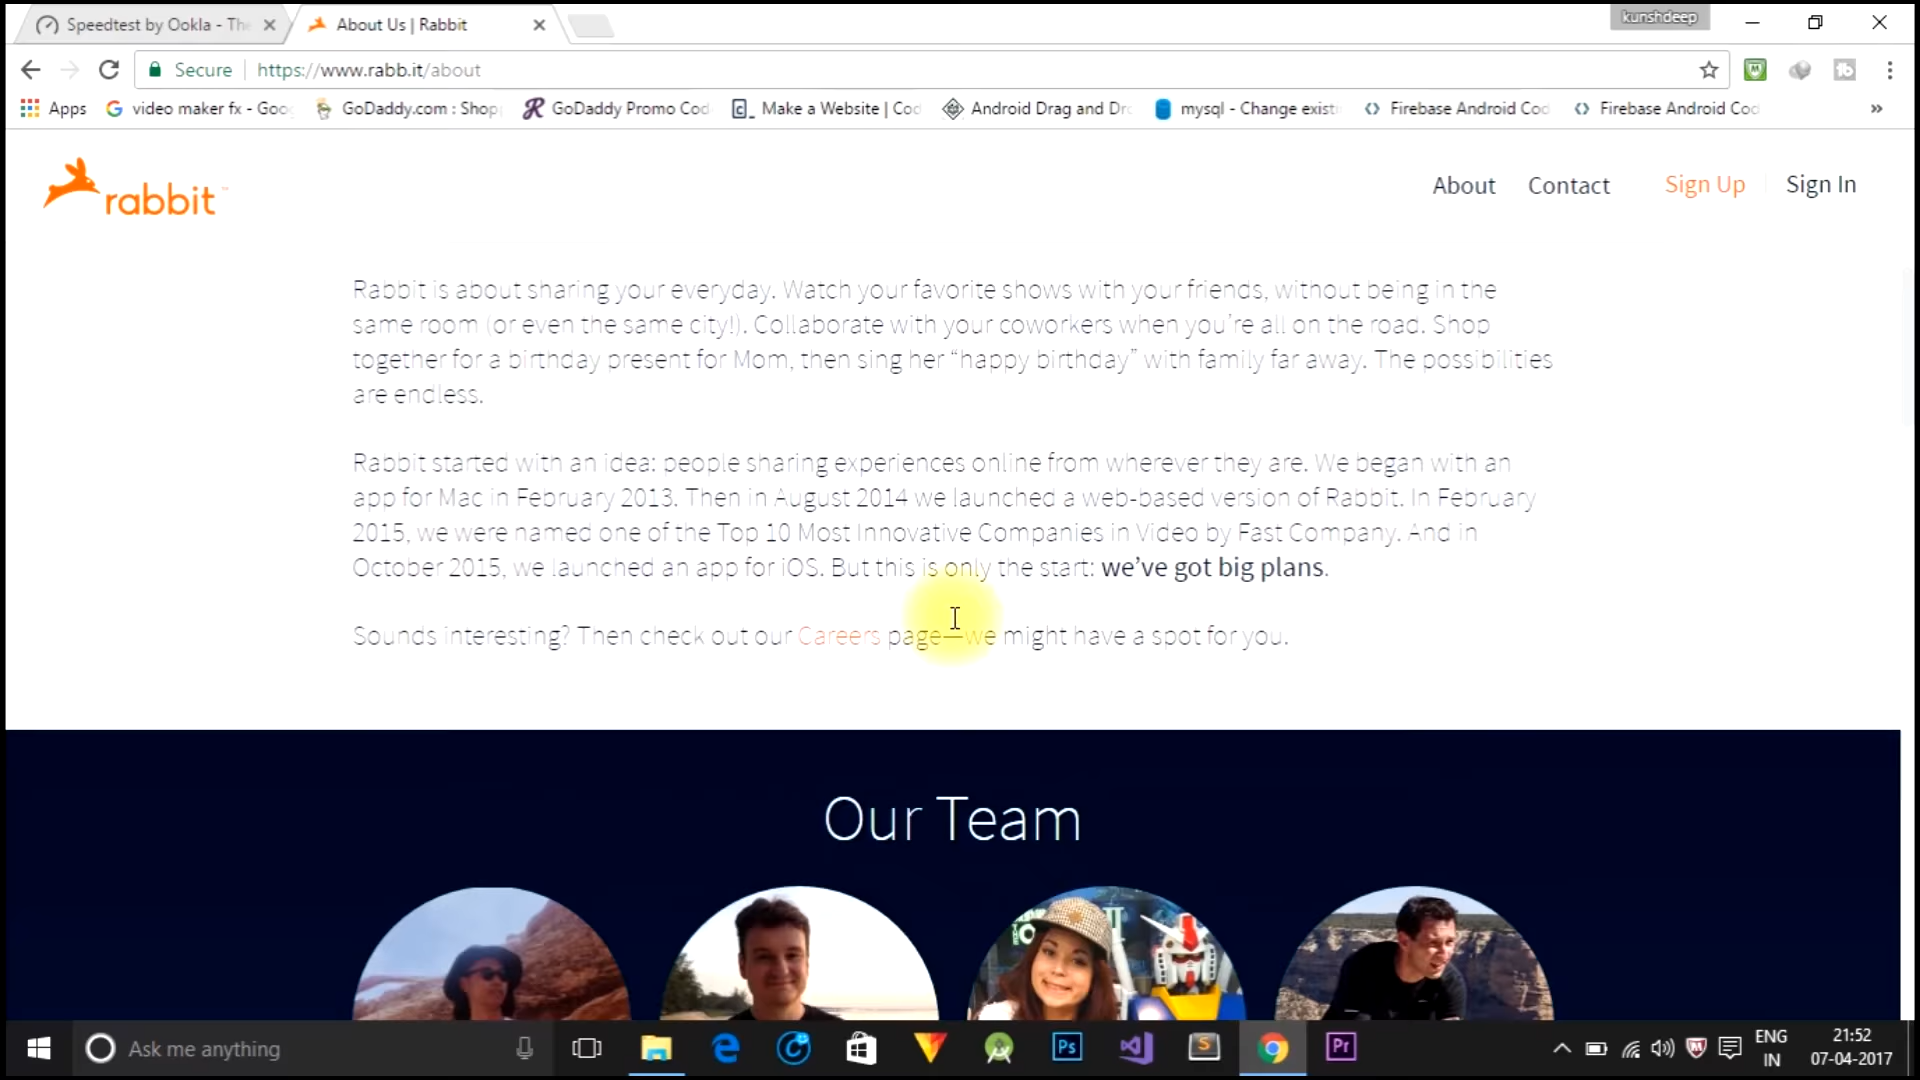 Speedtest by Ookla - The
About Us | Rabbit
kunshdeep
Secure
https://www.rabb.it/about
Apps
video maker fx - Goo
GoDaddy.com : Shop
GoDaddy Promo Cod
Make a Website | Cod
Android Drag and Dr
mysql - Change exist
Firebase Android Cod
Firebase Android Cod
rabbit
About
Contact
Sign Up
Sign In
Rabbit is about sharing your everyday. Watch your favorite shows with your friends, without being in the
same room (or even the same city!). Collaborate with your coworkers when you’re all on the road. Shop
together for a birthday present for Mom, then sing her “happy birthday” with family far away. The possibilities
are endless.
Rabbit started with an idea: people sharing experiences online from wherever they are. We began with an
app for Mac in February 2013. Then in August 2014 we launched a web-based version of Rabbit. In February
2015, we were named one of the Top 10 Most Innovative Companies in Video by Fast Company. And in
October 2015, we launched an app for iOS. But this is only the start: we’ve got big plans.
Sounds interesting? Then check out our Careers page—we might have a spot for you.
Our Team
Ask me anything
Ps
S
Pr
ENG
IN
21:52
07-04-2017